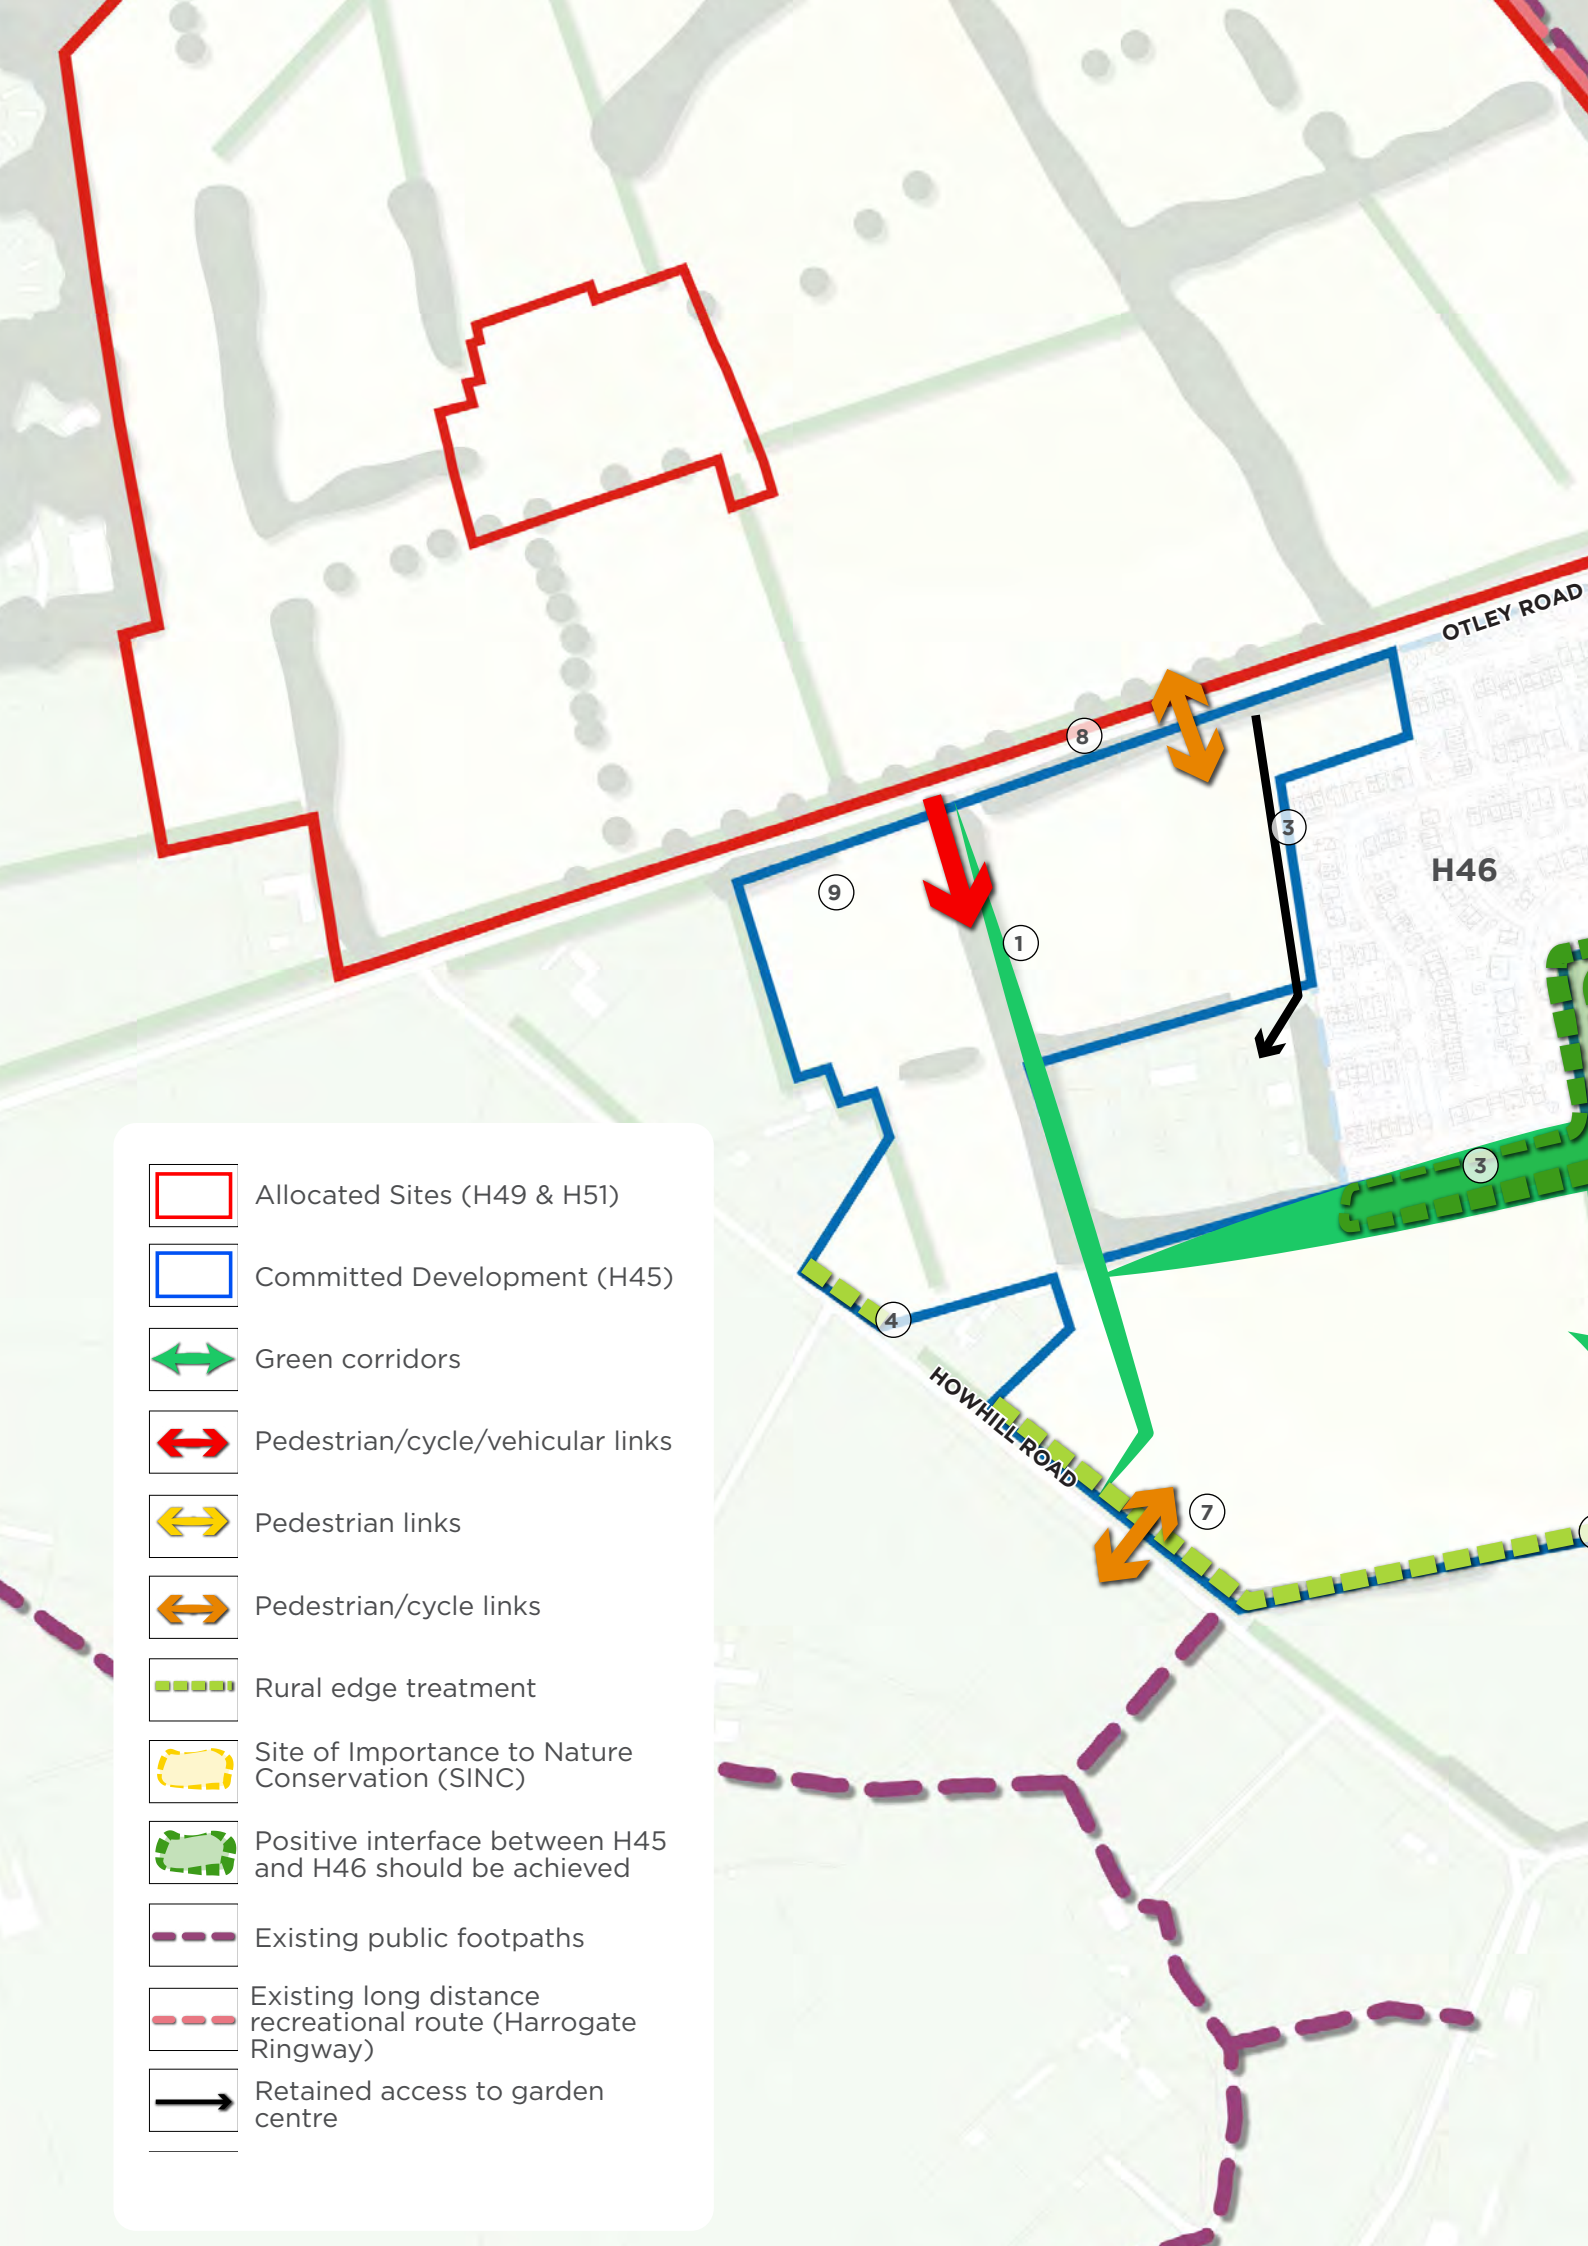 OTLEY ROAD
8
3
H46
9
1
3
4
HOWHILL ROAD
7
Allocated Sites (H49 & H51)
Committed Development (H45)
Green corridors
Pedestrian/cycle/vehicular links
Pedestrian links
Pedestrian/cycle links
Rural edge treatment
Site of Importance to Nature
Conservation (SINC)
Positive interface between H45
and H46 should be achieved
Existing public footpaths
Existing long distance
recreational route (Harrogate
Ringway)
Retained access to garden
centre